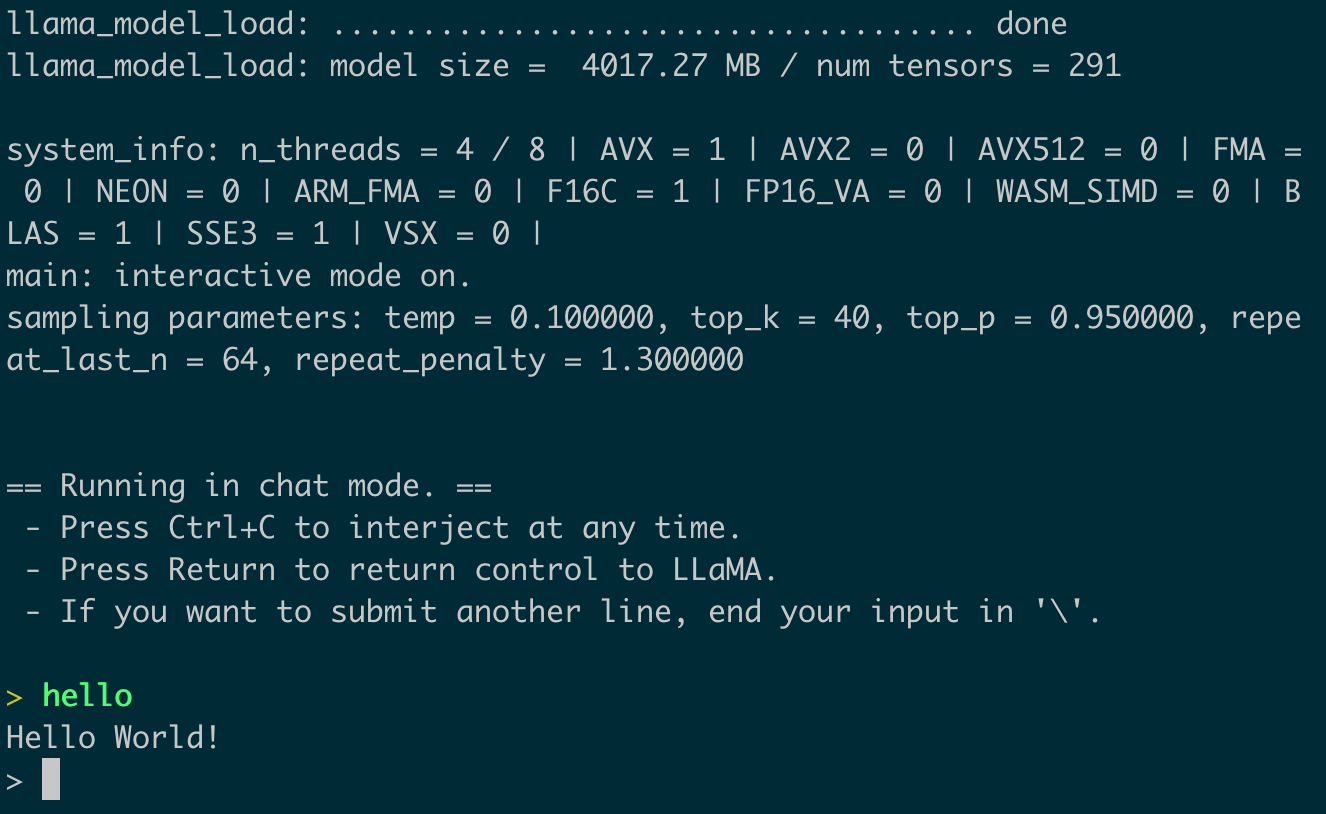 llama_model_load: .................................... done
llama_model_load: model size =  4017.27 MB / num tensors = 291
system_info: n_threads = 4 / 8 | AVX = 1 | AVX2 = 0 | AVX512 = 0 | FMA =
 0 | NEON = 0 | ARM_FMA = 0 | F16C = 1 | FP16_VA = 0 | WASM_SIMD = 0 | B
LAS = 1 | SSE3 = 1 | VSX = 0 |
main: interactive mode on.
sampling parameters: temp = 0.100000, top_k = 40, top_p = 0.950000, repe
at_last_n = 64, repeat_penalty = 1.300000
== Running in chat mode. ==
 - Press Ctrl+C to interject at any time.
 - Press Return to return control to LLaMA.
 - If you want to submit another line, end your input in '\'.
> hello
Hello World!
>